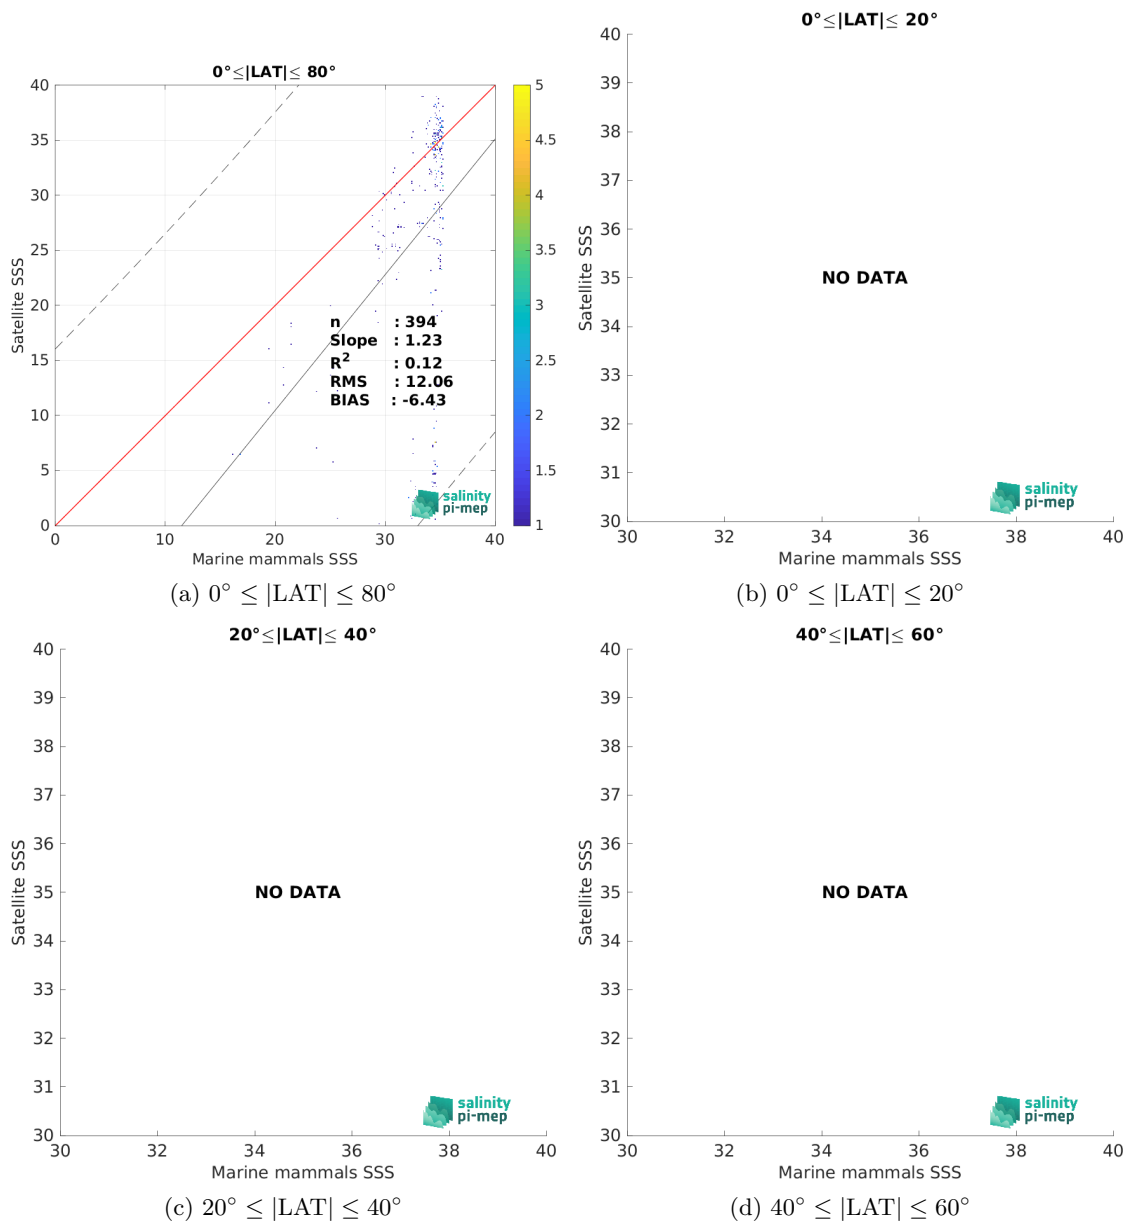 0°≤|LAT|≤ 80°
Satellite SSS
40
35
30
25
20
15
10
5
0
0 10 20 30 40
Marine mammals SSS
n : 394
Slope : 1.23
R² : 0.12
RMS : 12.06
BIAS : -6.43
salinity
pi-mep
5
4.5
4
3.5
3
2.5
2
1.5
1
(a) 0° ≤ |LAT| ≤ 80°
0°≤|LAT|≤ 20°
Satellite SSS
40
39
38
37
36
35
34
33
32
31
30
NO DATA
salinity
pi-mep
30 32 34 36 38 40
Marine mammals SSS
(b) 0° ≤ |LAT| ≤ 20°
20°≤|LAT|≤ 40°
Satellite SSS
40
39
38
37
36
35
34
33
32
31
30
NO DATA
salinity
pi-mep
30 32 34 36 38 40
Marine mammals SSS
(c) 20° ≤ |LAT| ≤ 40°
40°≤|LAT|≤ 60°
Satellite SSS
40
39
38
37
36
35
34
33
32
31
30
NO DATA
salinity
pi-mep
30 32 34 36 38 40
Marine mammals SSS
(d) 40° ≤ |LAT| ≤ 60°